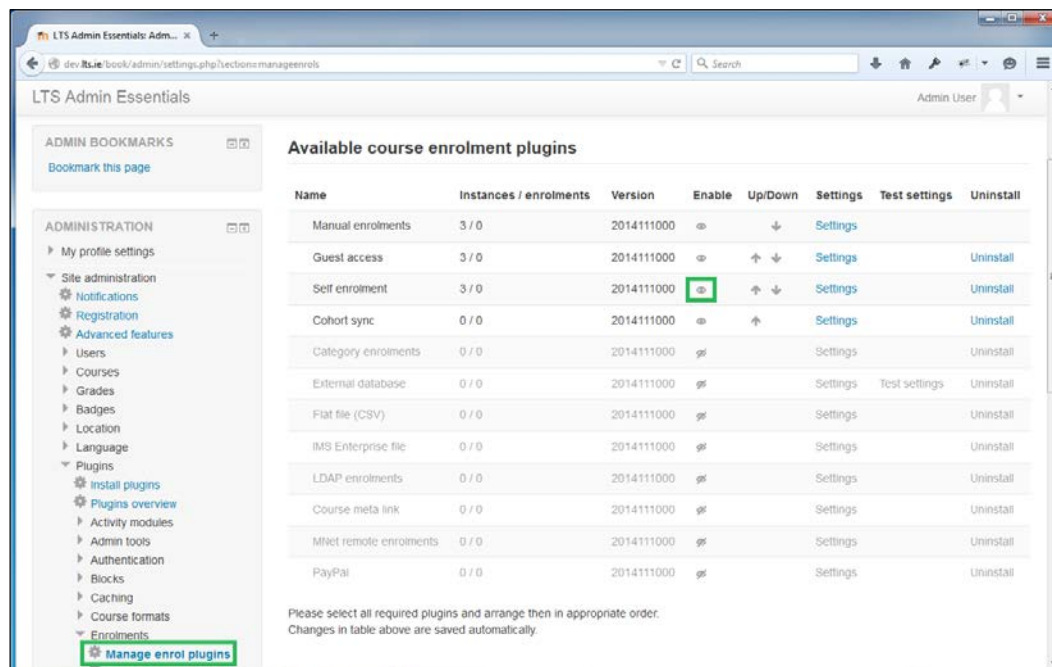 LTS Admin Essentials: Adm...
dev.lts.ie/book/admin/settings.php?section=manageenrols
Search
LTS Admin Essentials
Admin User
ADMIN BOOKMARKS
Bookmark this page
ADMINISTRATION
My profile settings
Site administration
Notifications
Registration
Advanced features
Users
Courses
Grades
Badges
Location
Language
Plugins
Install plugins
Plugins overview
Activity modules
Admin tools
Authentication
Blocks
Caching
Course formats
Enrolments
Manage enrol plugins
Available course enrolment plugins
Name Instances / enrolments Version Enable Up/Down Settings Test settings Uninstall
Manual enrolments 3 / 0 2014111000 Settings
Guest access 3 / 0 2014111000 Settings Uninstall
Self enrolment 3 / 0 2014111000 Settings Uninstall
Cohort sync 0 / 0 2014111000 Settings Uninstall
Category enrolments 0 / 0 2014111000 Settings Uninstall
External database 0 / 0 2014111000 Settings Test settings Uninstall
Flat file (CSV) 0 / 0 2014111000 Settings Uninstall
IMS Enterprise file 0 / 0 2014111000 Settings Uninstall
LDAP enrolments 0 / 0 2014111000 Settings Uninstall
Course meta link 0 / 0 2014111000 Settings Uninstall
MNet remote enrolments 0 / 0 2014111000 Settings Uninstall
PayPal 0 / 0 2014111000 Settings Uninstall
Please select all required plugins and arrange then in appropriate order.
Changes in table above are saved automatically.